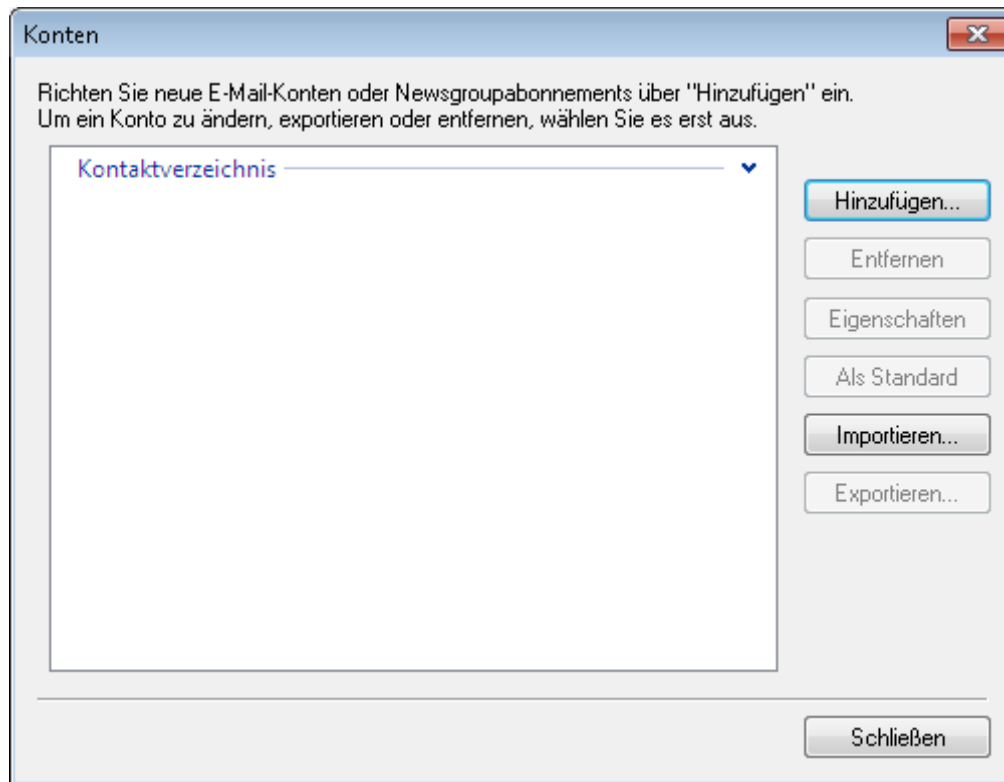 Konten
Richten Sie neue E-Mail-Konten oder Newsgroupabonnements über "Hinzufügen" ein.
Um ein Konto zu ändern, exportieren oder entfernen, wählen Sie es erst aus.
Kontaktverzeichnis
Hinzufügen...
Entfernen
Eigenschaften
Als Standard
Importieren...
Exportieren...
Schließen